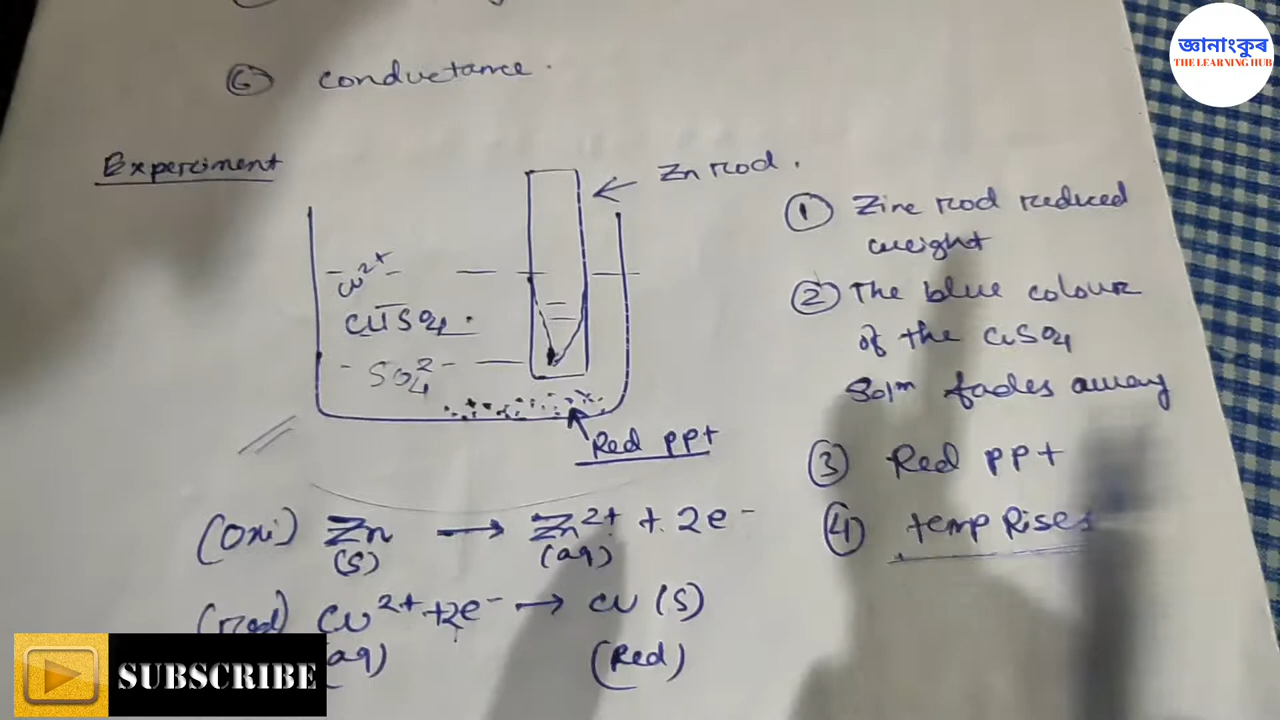 জ্ঞানাংকুৰ
THE LEARNING HUB
⑥ conductance.
Experiment
Zn rod.
Cu²⁺
CuSO₄.
SO₄²⁻
Red ppt
① Zinc rod reduced
weight
② The blue colour
of the CuSO₄
Solⁿ fades away
③ Red ppt
④ temp rises
(Oxi) Zn → Zn²⁺ + 2e⁻
(s) (aq)
(red) Cu²⁺ + 2e⁻ → Cu (s)
(aq) (Red)
SUBSCRIBE